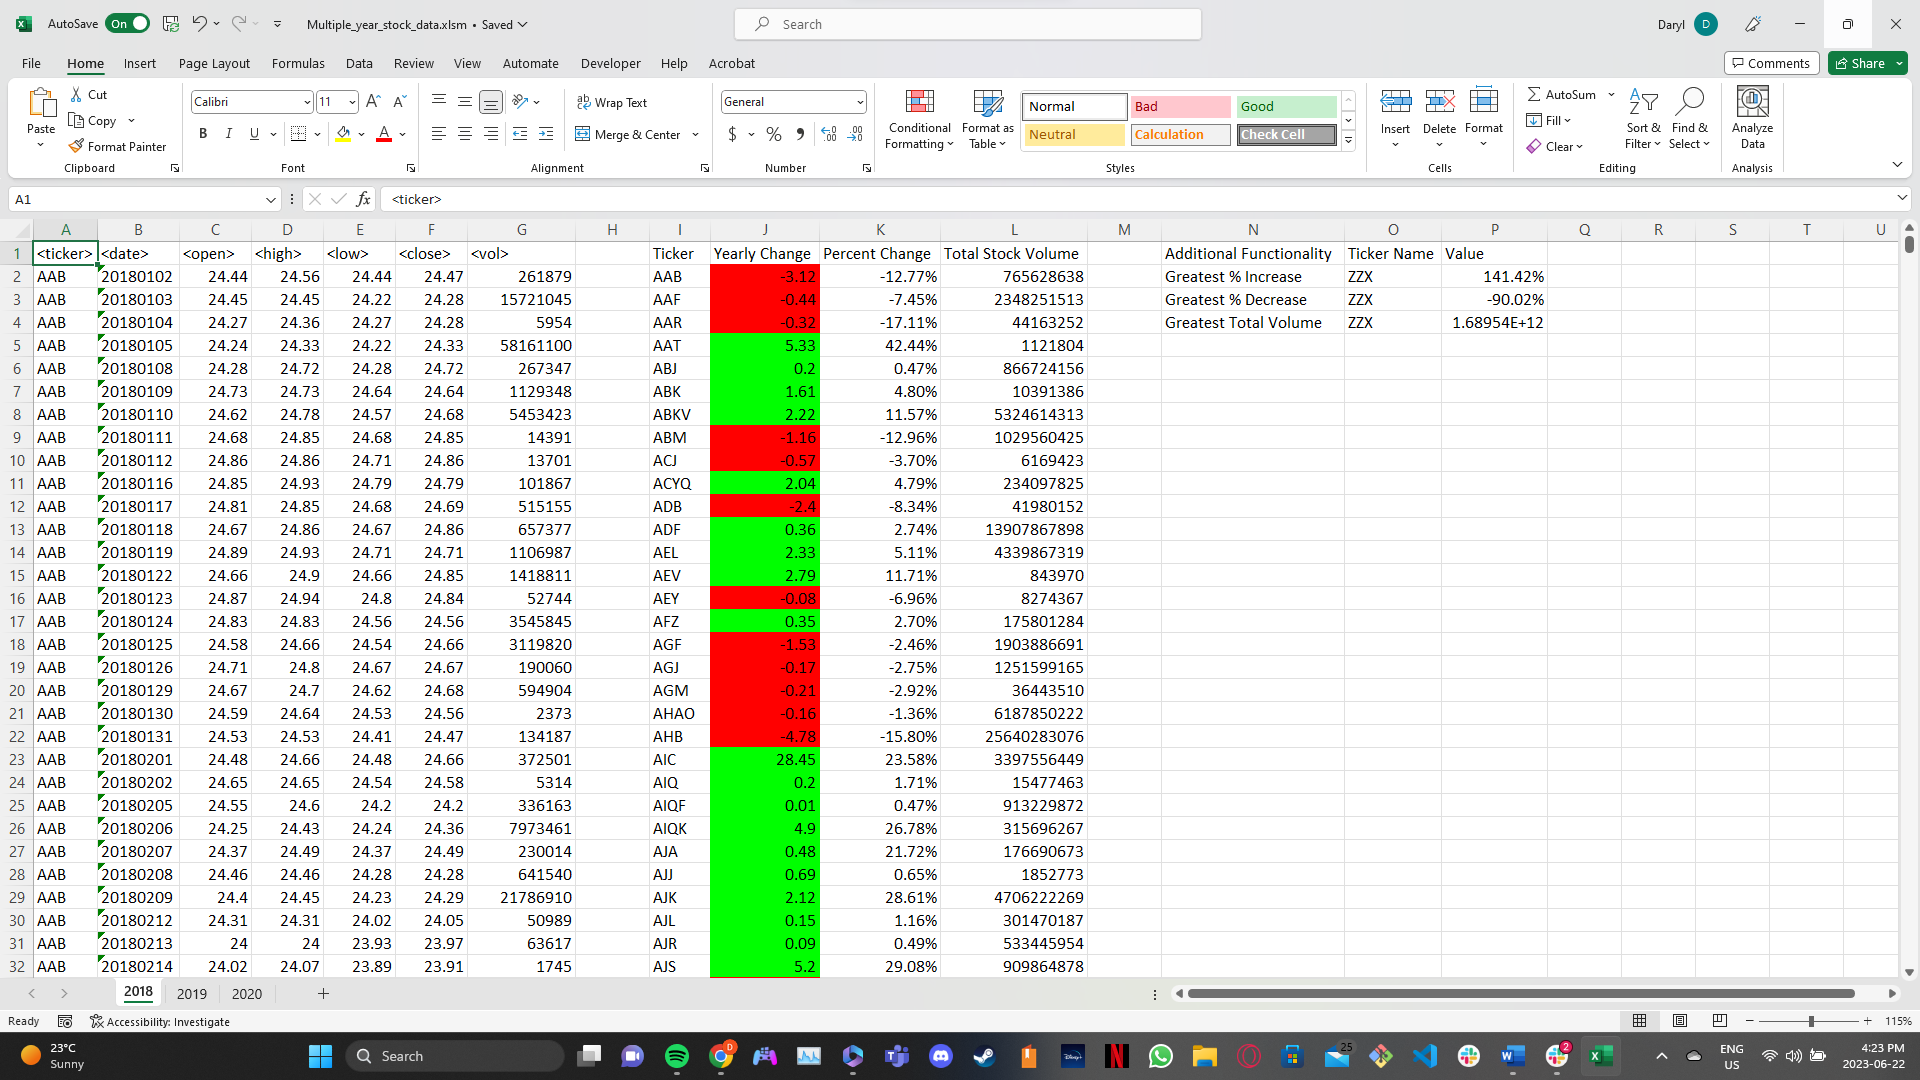 AutoSave On Multiple_year_stock_data.xlsm • Saved Search Daryl D
File Home Insert Page Layout Formulas Data Review View Automate Developer Help Acrobat Comments Share
Cut Calibri 11 Wrap Text General Normal Bad Good AutoSum
Paste Copy Format Painter B I U Merge & Center $ % Conditional Formatting Format as Table Neutral Calculation Check Cell Insert Delete Format Fill Clear Sort & Filter Find & Select Analyze Data
Clipboard Font Alignment Number Styles Cells Editing Analysis
A1 fx <ticker>
A B C D E F G H I J K L M N O P Q R S T U
1 <ticker> <date> <open> <high> <low> <close> <vol> Ticker Yearly Change Percent Change Total Stock Volume Additional Functionality Ticker Name Value
2 AAB 20180102 24.44 24.56 24.44 24.47 261879 AAB -3.12 -12.77% 765628638 Greatest % Increase ZZX 141.42%
3 AAB 20180103 24.45 24.45 24.22 24.28 15721045 AAF -0.44 -7.45% 2348251513 Greatest % Decrease ZZX -90.02%
4 AAB 20180104 24.27 24.36 24.27 24.28 5954 AAR -0.32 -17.11% 44163252 Greatest Total Volume ZZX 1.68954E+12
5 AAB 20180105 24.24 24.33 24.22 24.33 58161100 AAT 5.33 42.44% 1121804
6 AAB 20180108 24.28 24.72 24.28 24.72 267347 ABJ 0.2 0.47% 866724156
7 AAB 20180109 24.73 24.73 24.64 24.64 1129348 ABK 1.61 4.80% 10391386
8 AAB 20180110 24.62 24.78 24.57 24.68 5453423 ABKV 2.22 11.57% 5324614313
9 AAB 20180111 24.68 24.85 24.68 24.85 14391 ABM -1.16 -12.96% 1029560425
10 AAB 20180112 24.86 24.86 24.71 24.86 13701 ACJ -0.57 -3.70% 6169423
11 AAB 20180116 24.85 24.93 24.79 24.79 101867 ACYQ 2.04 4.79% 234097825
12 AAB 20180117 24.81 24.85 24.68 24.69 515155 ADB -2.4 -8.34% 41980152
13 AAB 20180118 24.67 24.86 24.67 24.86 657377 ADF 0.36 2.74% 13907867898
14 AAB 20180119 24.89 24.93 24.71 24.71 1106987 AEL 2.33 5.11% 4339867319
15 AAB 20180122 24.66 24.9 24.66 24.85 1418811 AEV 2.79 11.71% 843970
16 AAB 20180123 24.87 24.94 24.8 24.84 52744 AEY -0.08 -6.96% 8274367
17 AAB 20180124 24.83 24.83 24.56 24.56 3545845 AFZ 0.35 2.70% 175801284
18 AAB 20180125 24.58 24.66 24.54 24.66 3119820 AGF -1.53 -2.46% 1903886691
19 AAB 20180126 24.71 24.8 24.67 24.67 190060 AGJ -0.17 -2.75% 1251599165
20 AAB 20180129 24.67 24.7 24.62 24.68 594904 AGM -0.21 -2.92% 36443510
21 AAB 20180130 24.59 24.64 24.53 24.56 2373 AHAO -0.16 -1.36% 6187850222
22 AAB 20180131 24.53 24.53 24.41 24.47 134187 AHB -4.78 -15.80% 25640283076
23 AAB 20180201 24.48 24.66 24.48 24.66 372501 AIC 28.45 23.58% 3397556449
24 AAB 20180202 24.65 24.65 24.54 24.58 5314 AIQ 0.2 1.71% 15477463
25 AAB 20180205 24.55 24.6 24.2 24.2 336163 AIQF 0.01 0.47% 913229872
26 AAB 20180206 24.25 24.43 24.24 24.36 7973461 AIQK 4.9 26.78% 315696267
27 AAB 20180207 24.37 24.49 24.37 24.49 230014 AJA 0.48 21.72% 176690673
28 AAB 20180208 24.46 24.46 24.28 24.28 641540 AJJ 0.69 0.65% 1852773
29 AAB 20180209 24.4 24.45 24.23 24.29 21786910 AJK 2.12 28.61% 4706222269
30 AAB 20180212 24.31 24.31 24.02 24.05 50989 AJL 0.15 1.16% 301470187
31 AAB 20180213 24 24 23.93 23.97 63617 AJR 0.09 0.49% 533445954
32 AAB 20180214 24.02 24.07 23.89 23.91 1745 AJS 5.2 29.08% 909864878
2018 2019 2020
Ready Accessibility: Investigate 115%
23°C Search 25 2 ENG 4:23 PM
Sunny US 2023-06-22